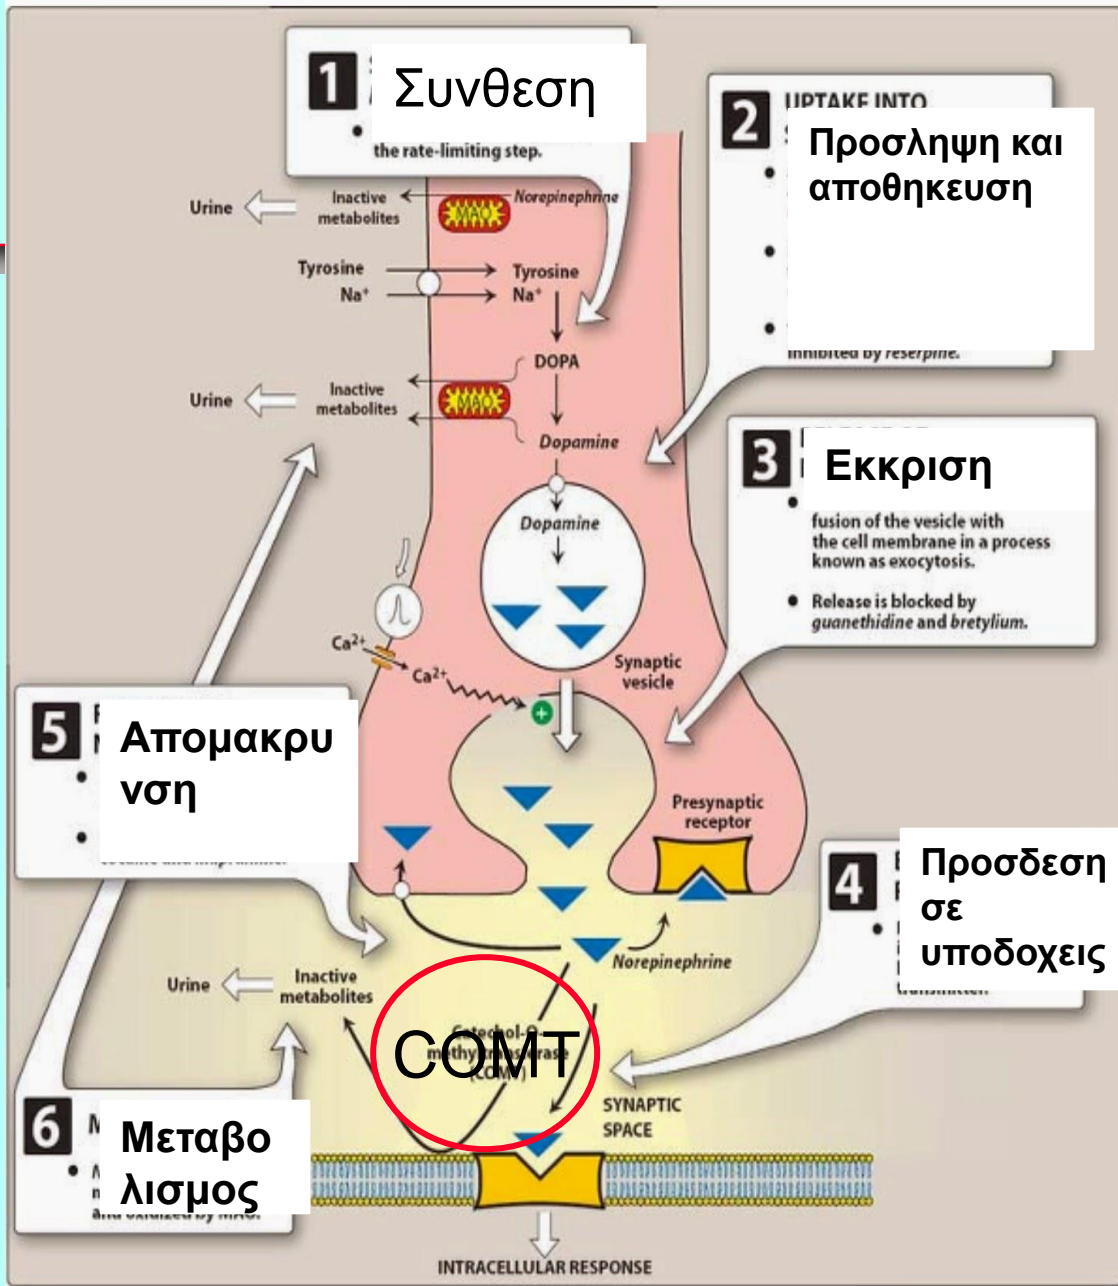 1
Συνθεση
the rate-limiting step.
2
UPTAKE INTO
Προσληψη και
αποθηκευση
inhibited by reserpine.
Urine
Inactive
metabolites
MAO
Norepinephrine
Tyrosine
Na⁺
Tyrosine
Na⁺
DOPA
Urine
Inactive
metabolites
MAO
Dopamine
Dopamine
3
Εκκριση
fusion of the vesicle with
the cell membrane in a process
known as exocytosis.
Release is blocked by
guanethidine and bretylium.
Ca²⁺
Ca²⁺
Synaptic
vesicle
+
5
Απομακρυ
νση
Presynaptic
receptor
4
Προσδεση
σε
υποδοχεις
transmitter.
Norepinephrine
Urine
Inactive
metabolites
Catechol-O-
methyltransferase
(COMT)
COMT
SYNAPTIC
SPACE
6
Μεταβο
λισμος
and oxidized by MAO.
INTRACELLULAR RESPONSE